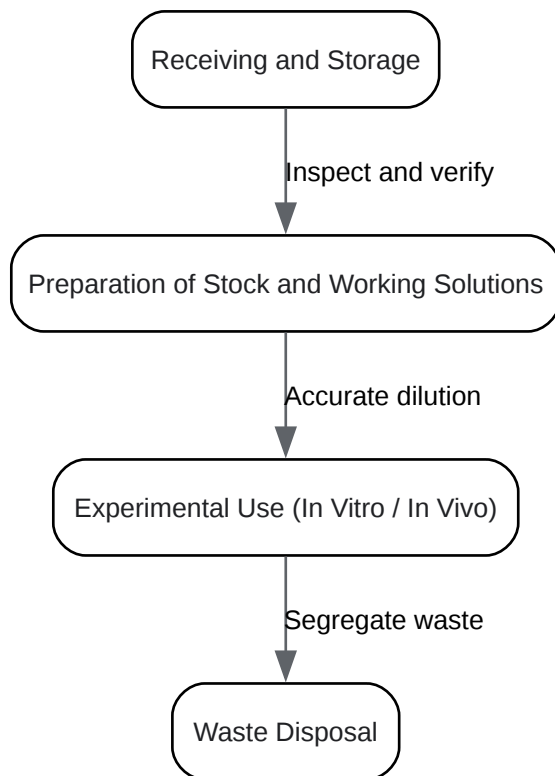 Receiving and Storage
Inspect and verify
Preparation of Stock and Working Solutions
Accurate dilution
Experimental Use (In Vitro / In Vivo)
Segregate waste
Waste Disposal